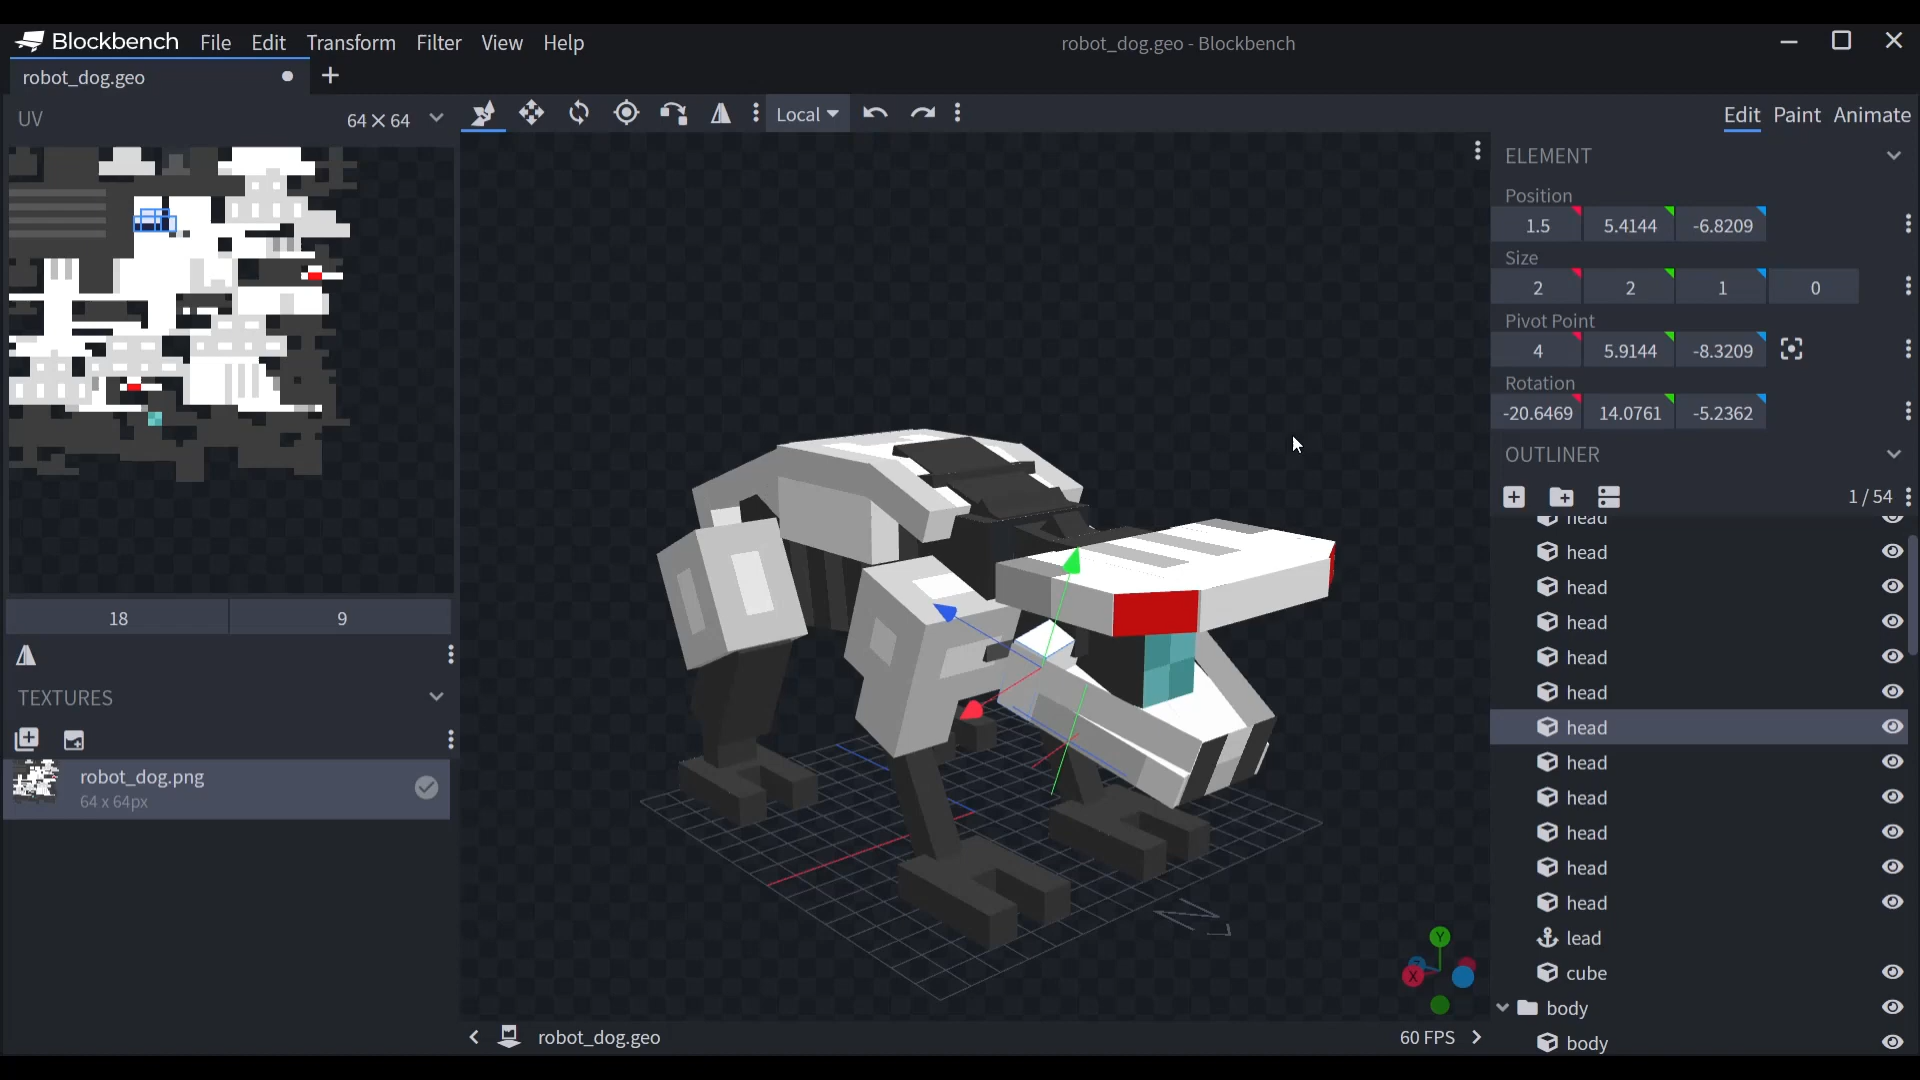 Blockbench File Edit Transform Filter View Help
robot_dog.geo - Blockbench
robot_dog.geo
UV 64×64
Local
Edit Paint Animate
ELEMENT
Position
1.5 5.4144 -6.8209
Size
2 2 1 0
Pivot Point
4 5.9144 -8.3209
Rotation
-20.6469 14.0761 -5.2362
OUTLINER
1 / 54
head
head
head
head
head
head
head
head
head
head
head
head
lead
cube
body
body
18 9
TEXTURES
robot_dog.png
64 x 64px
Y
X
Z
robot_dog.geo
60 FPS